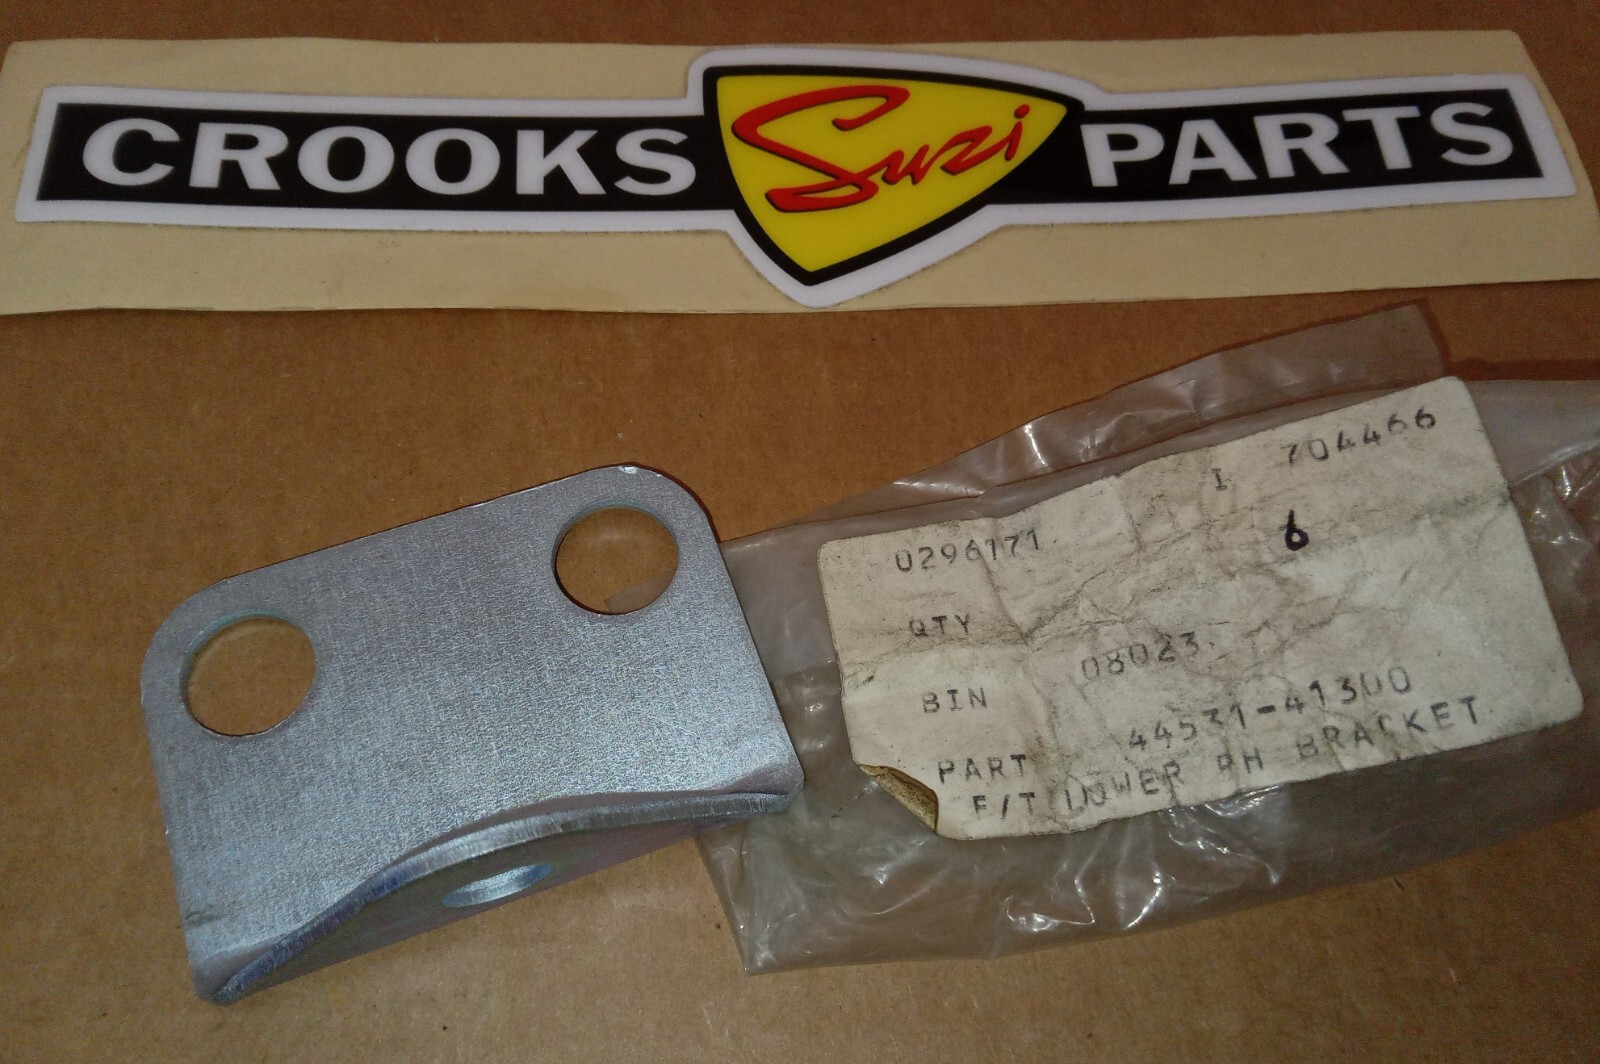 CROOKS Suzi PARTS
I 704466
0296171
6
QTY
08023
BIN
44531-41300
PART
F/T LOWER RH BRACKET